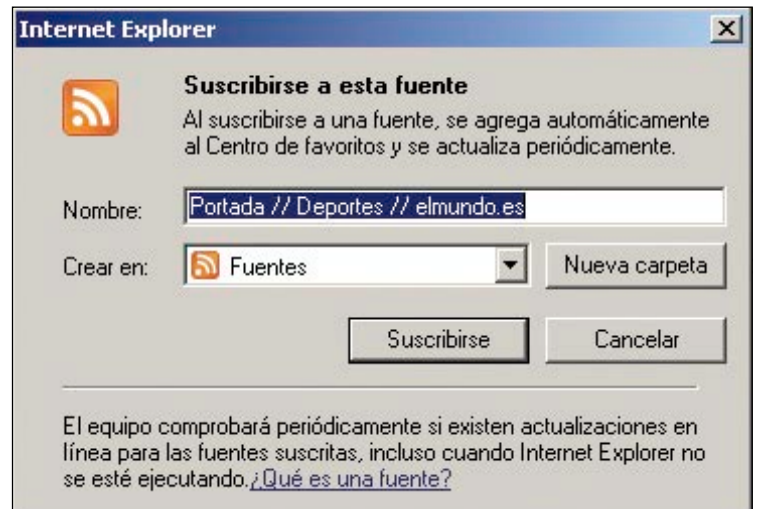 Internet Explorer
Suscribirse a esta fuente
Al suscribirse a una fuente, se agrega automáticamente
al Centro de favoritos y se actualiza periódicamente.
Nombre: Portada // Deportes // elmundo.es
Crear en: Fuentes Nueva carpeta
Suscribirse Cancelar
El equipo comprobará periódicamente si existen actualizaciones en
línea para las fuentes suscritas, incluso cuando Internet Explorer no
se esté ejecutando.¿Qué es una fuente?